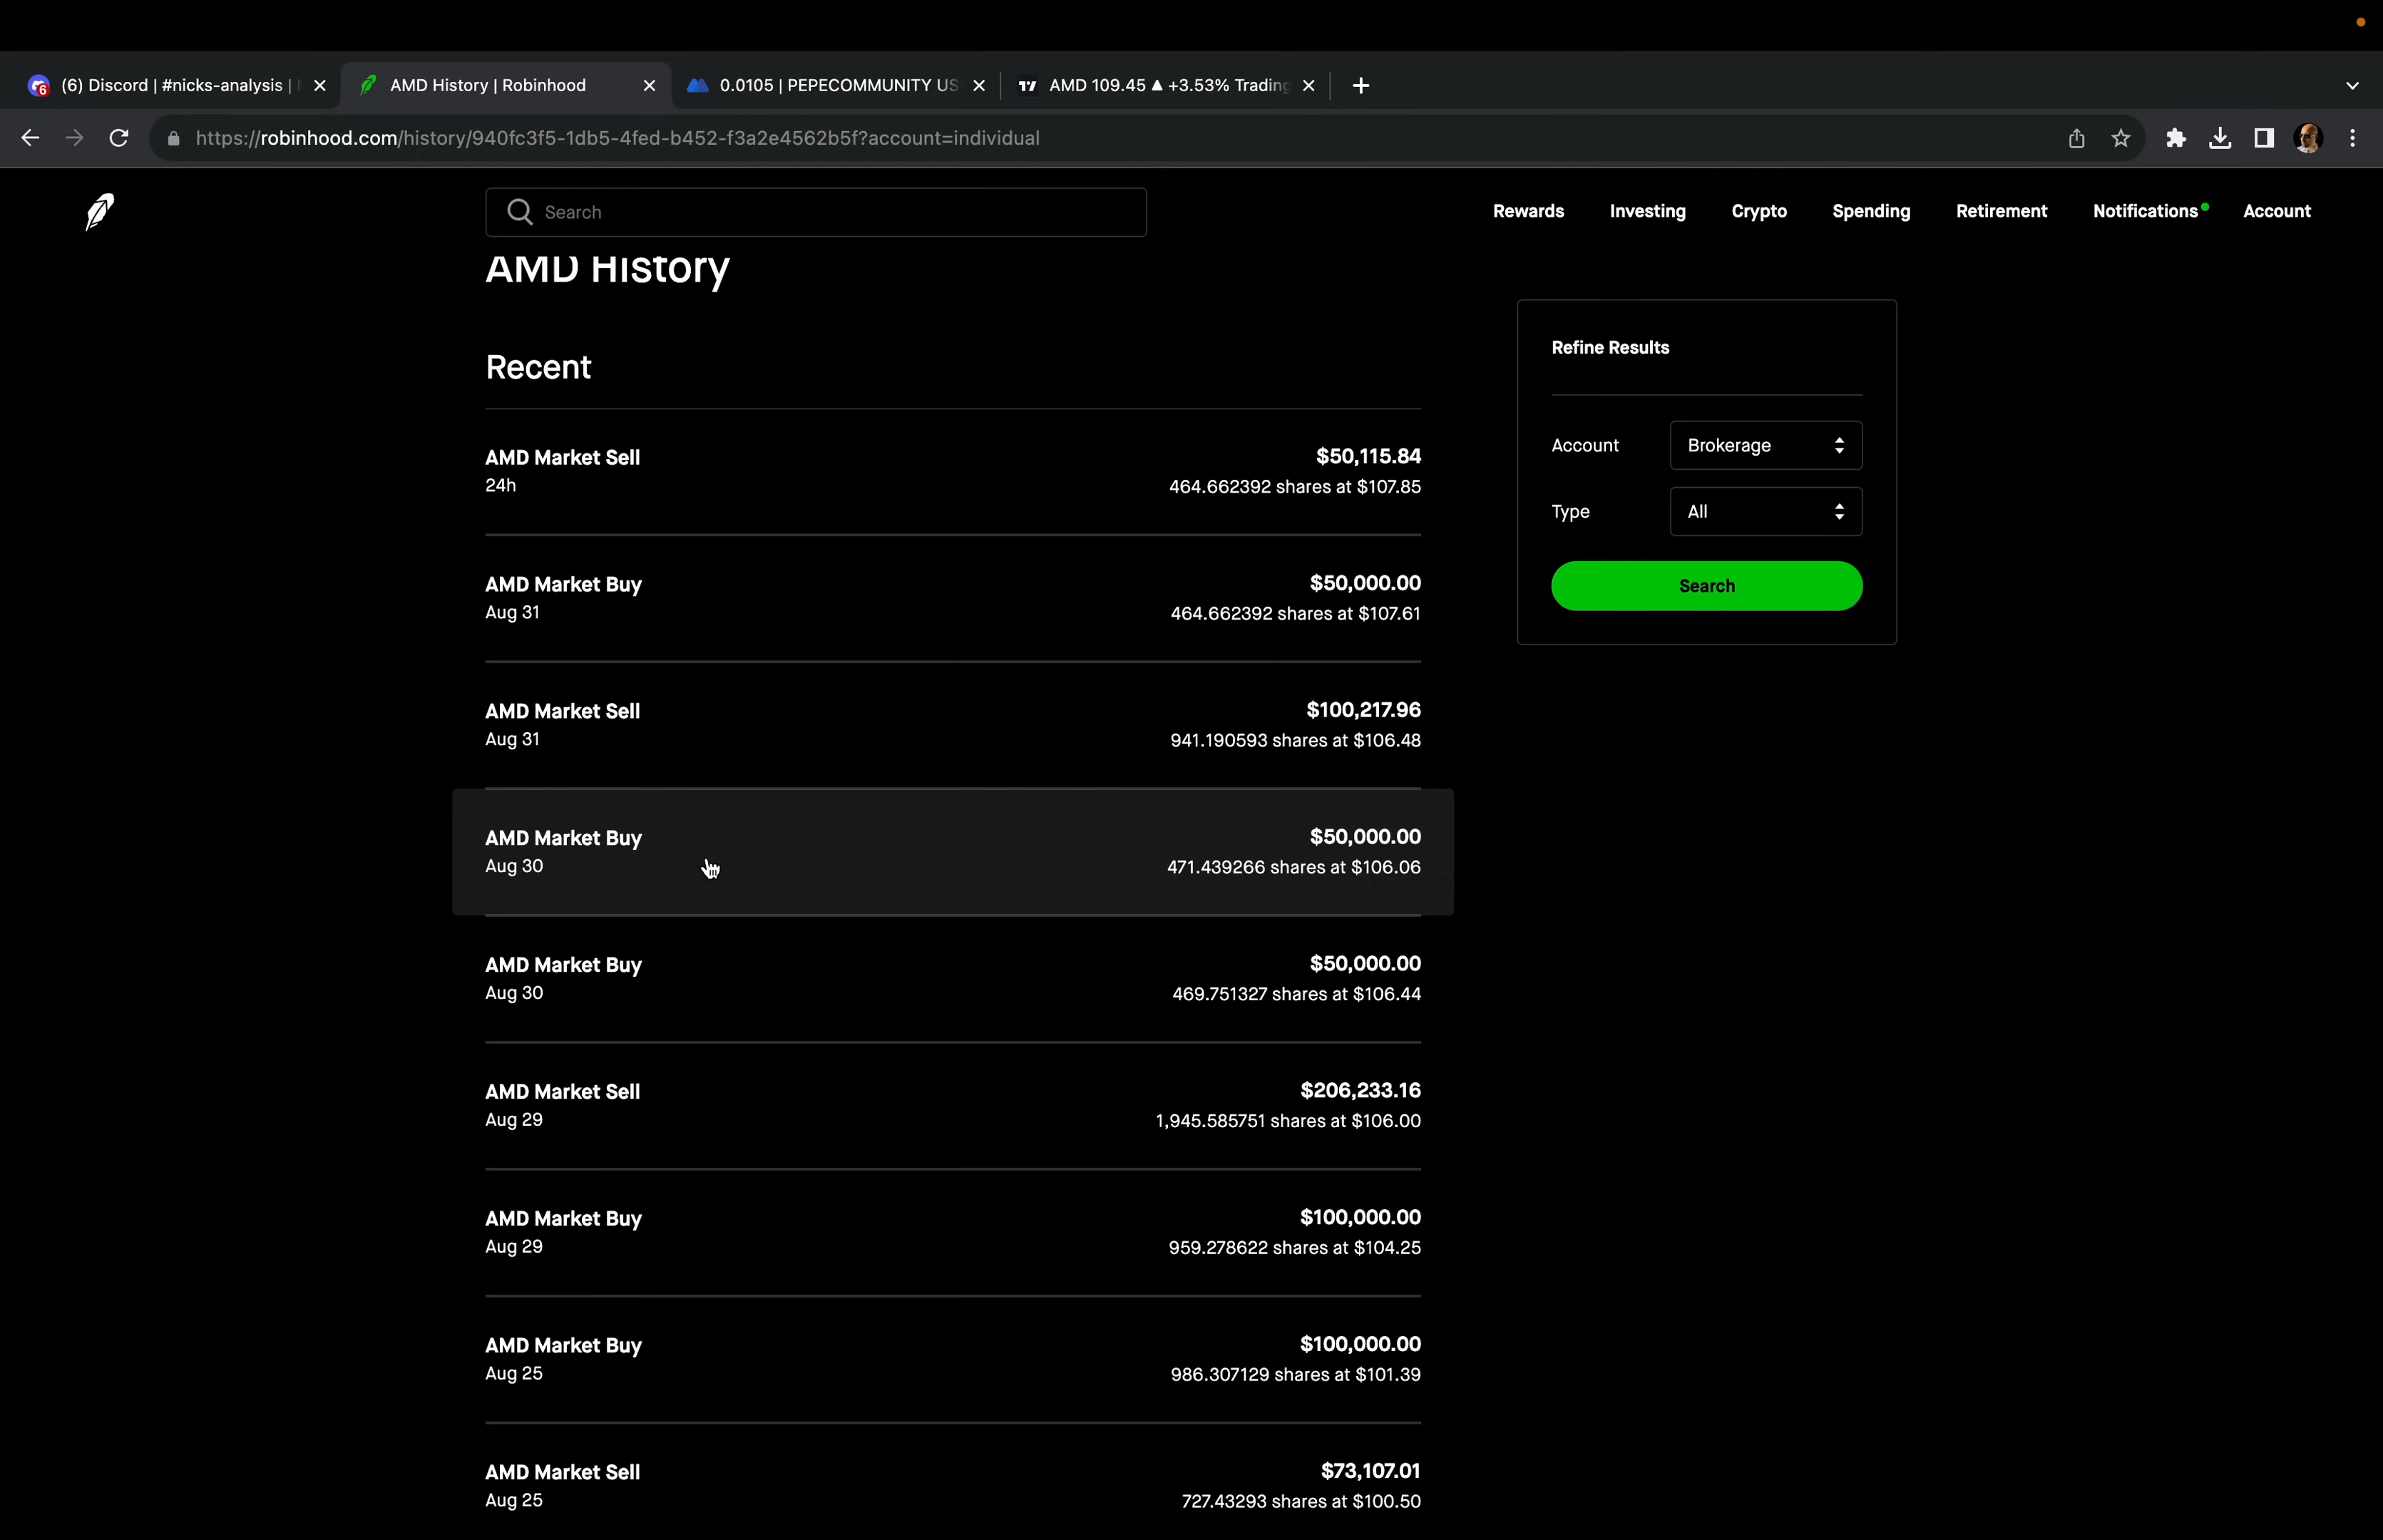 (6) Discord | #nicks-analysis |
AMD History | Robinhood
0.0105 | PEPECOMMUNITY US
AMD 109.45 ▲ +3.53% Trading
https://robinhood.com/history/940fc3f5-1db5-4fed-b452-f3a2e4562b5f?account=individual
Search
Rewards
Investing
Crypto
Spending
Retirement
Notifications
Account
AMD History
Recent
AMD Market Sell
$50,115.84
24h
464.662392 shares at $107.85
AMD Market Buy
$50,000.00
Aug 31
464.662392 shares at $107.61
AMD Market Sell
$100,217.96
Aug 31
941.190593 shares at $106.48
AMD Market Buy
$50,000.00
Aug 30
471.439266 shares at $106.06
AMD Market Buy
$50,000.00
Aug 30
469.751327 shares at $106.44
AMD Market Sell
$206,233.16
Aug 29
1,945.585751 shares at $106.00
AMD Market Buy
$100,000.00
Aug 29
959.278622 shares at $104.25
AMD Market Buy
$100,000.00
Aug 25
986.307129 shares at $101.39
AMD Market Sell
$73,107.01
Aug 25
727.43293 shares at $100.50
Refine Results
Account
Brokerage
Type
All
Search